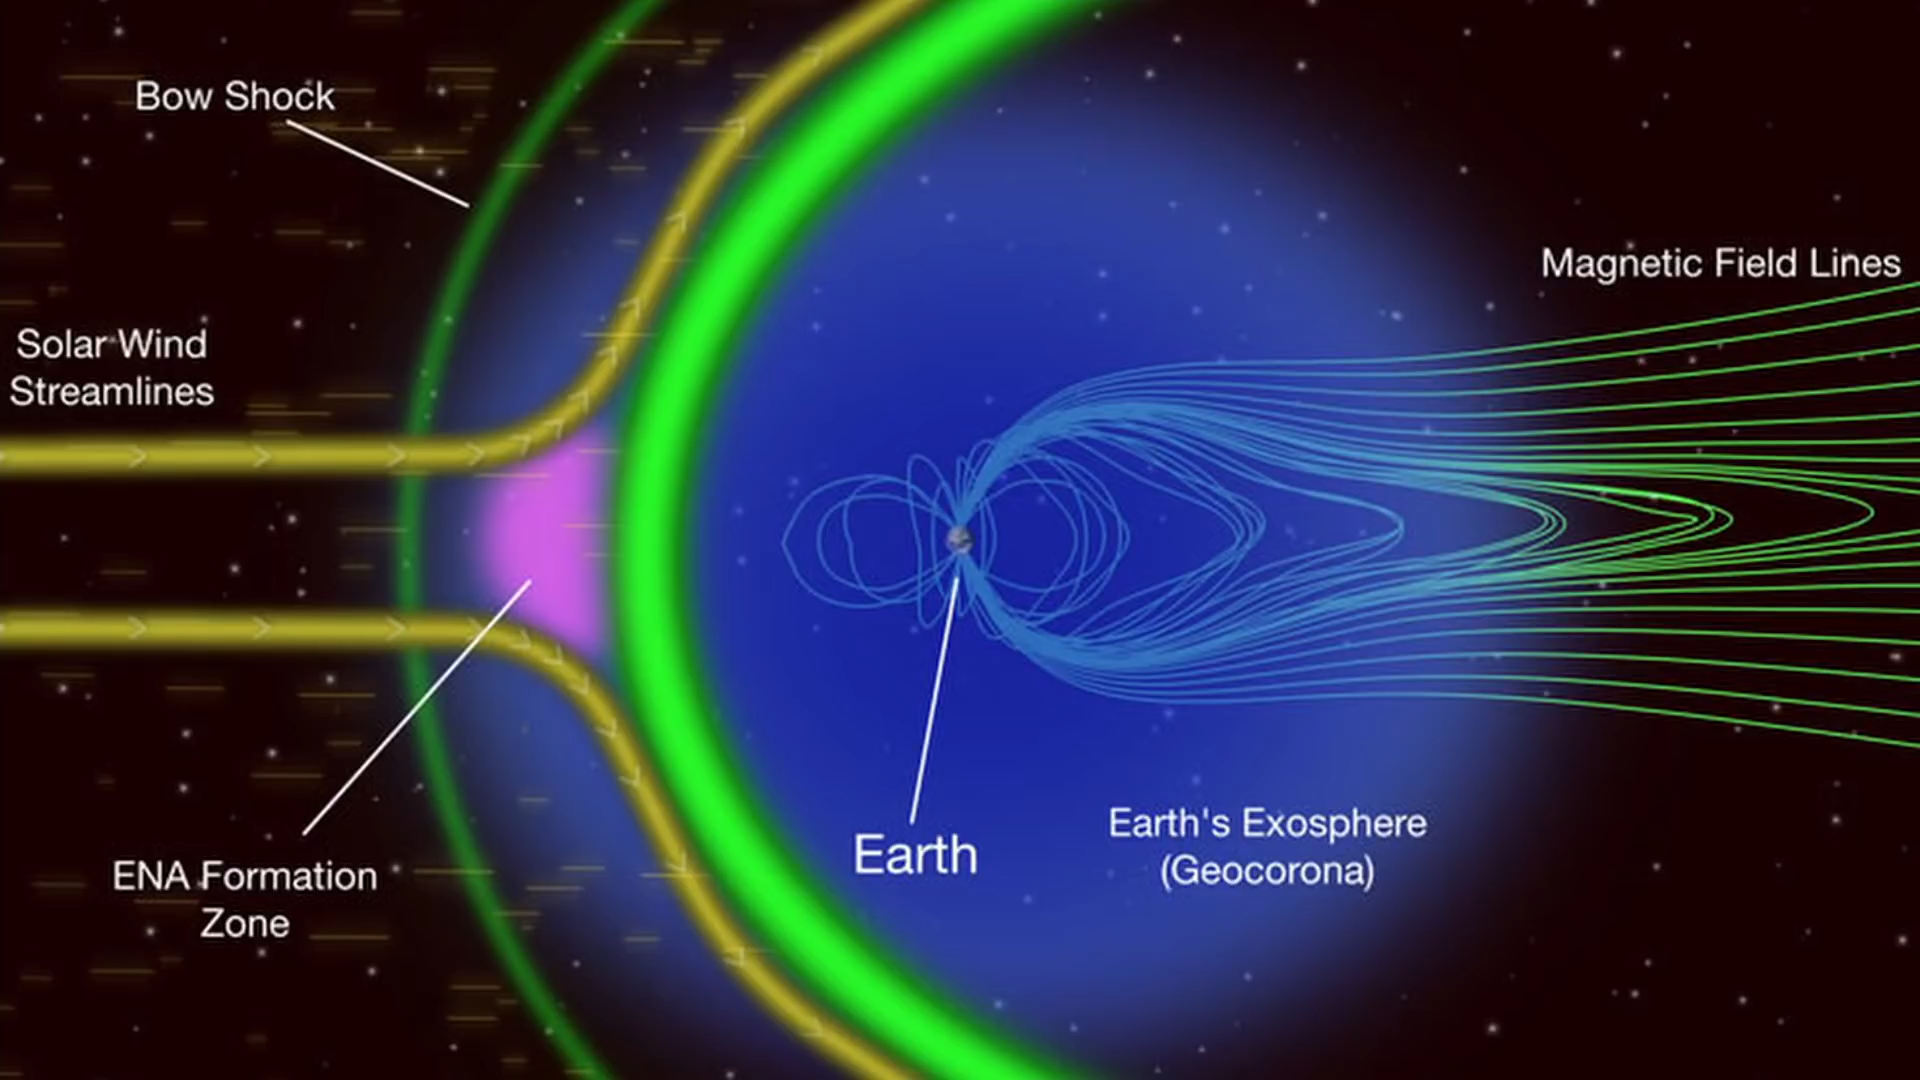 Bow Shock
Magnetic Field Lines
Solar Wind
Streamlines
Earth's Exosphere
(Geocorona)
Earth
ENA Formation
Zone